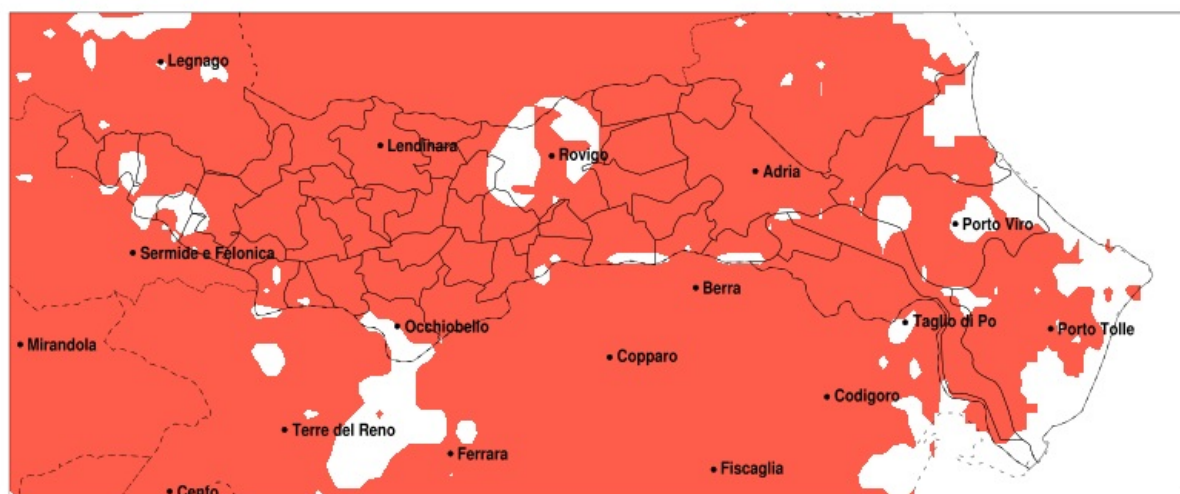 Legnago
Lendinara
Rovigo
Adria
Porto Viro
Sermide e Felonica
Berra
Taglio di Po
Occhiobello
Porto Tolle
Mirandola
Copparo
Codigoro
Terre del Reno
Ferrara
Fiscaglia
Cento